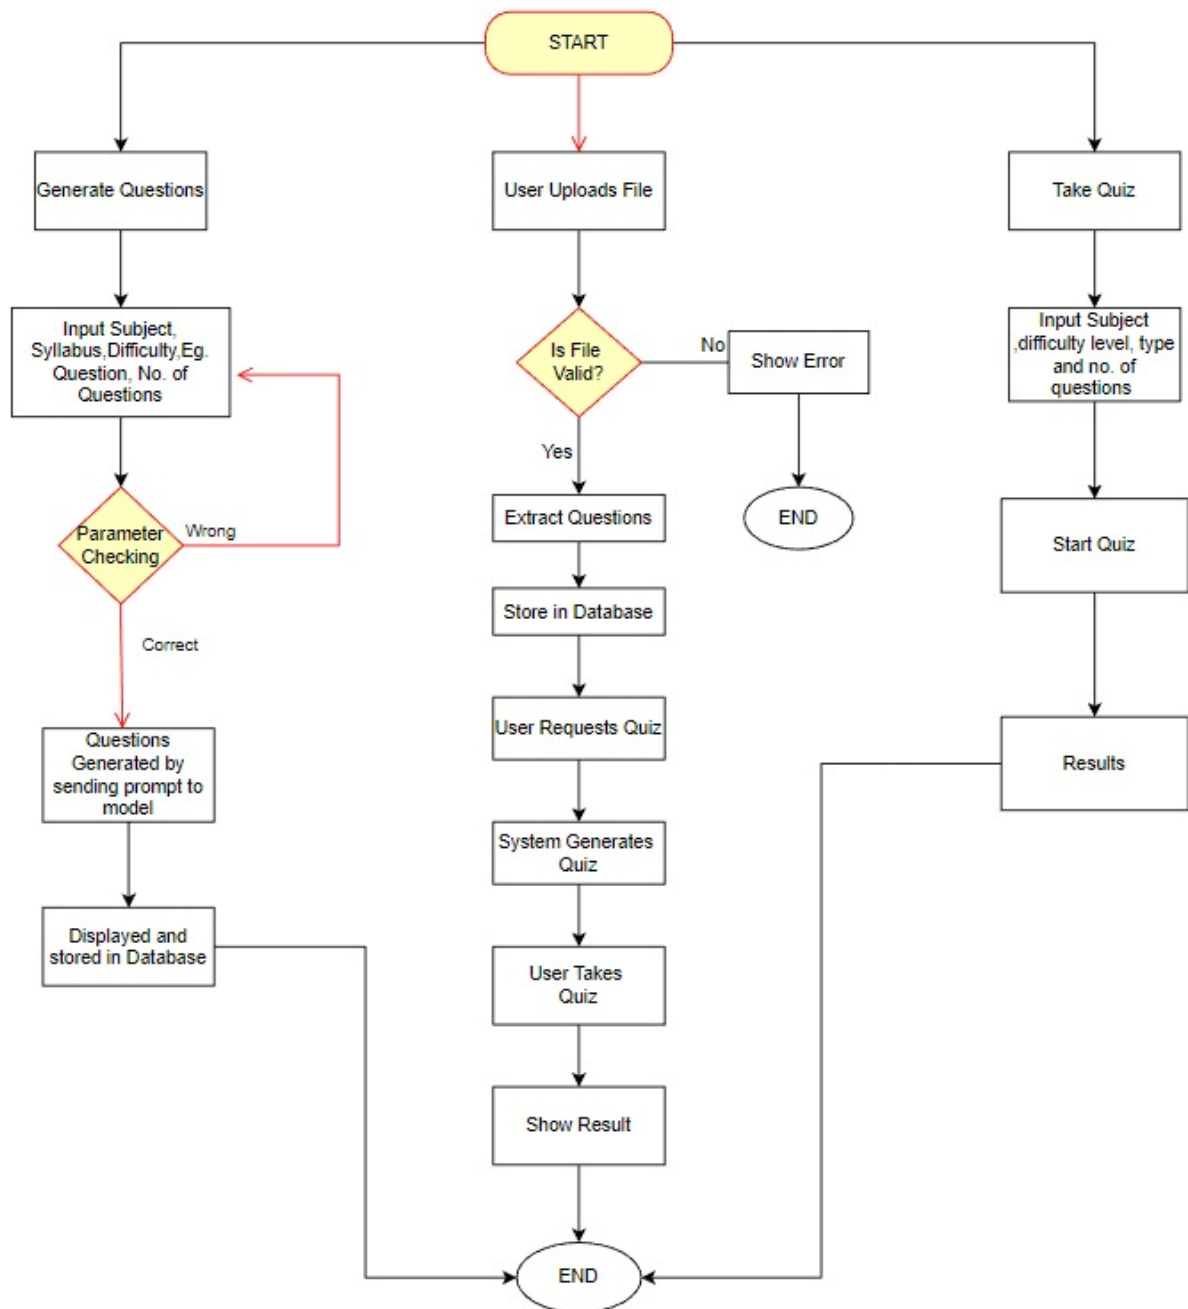 START
Generate Questions
User Uploads File
Take Quiz
Input Subject,
Syllabus,Difficulty,Eg.
Question, No. of
Questions
Is File
Valid?
No
Show Error
Input Subject
,difficulty level, type
and no. of
questions
Yes
Parameter
Checking
Wrong
Extract Questions
END
Start Quiz
Store in Database
Correct
Questions
Generated by
sending prompt to
model
User Requests Quiz
Results
System Generates
Quiz
Displayed and
stored in Database
User Takes
Quiz
Show Result
END